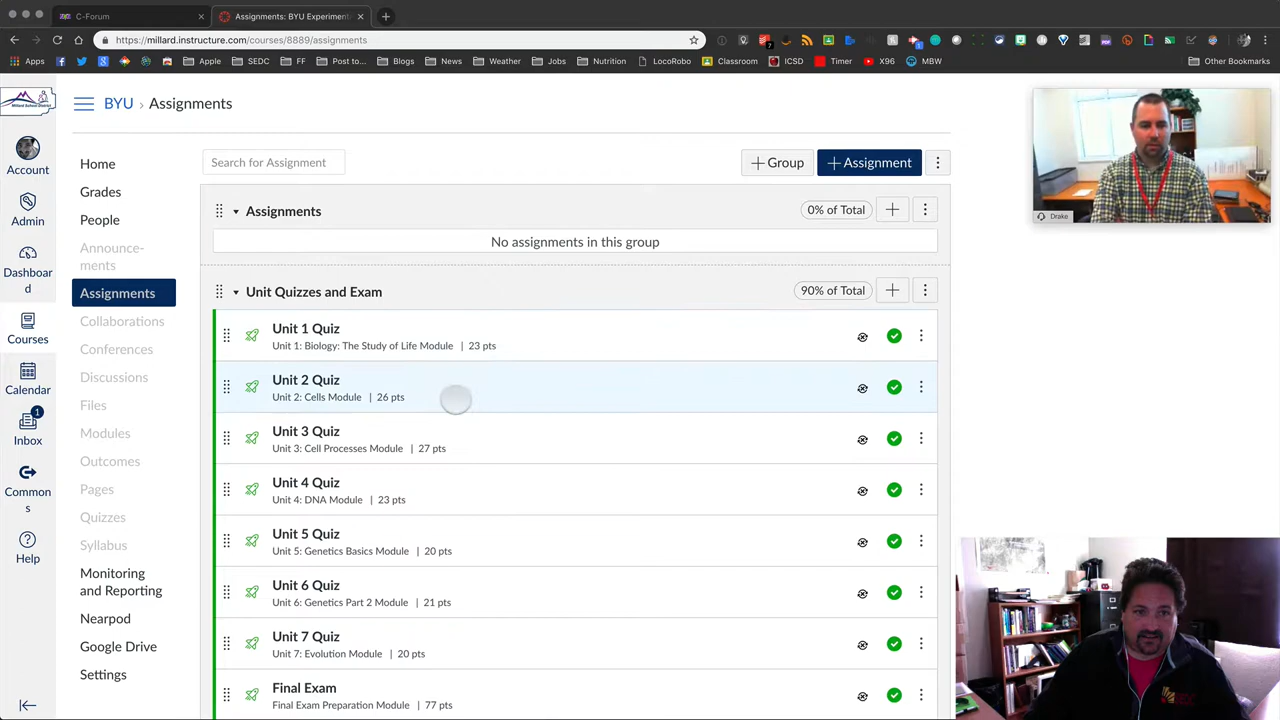 C-Forum
Assignments: BYU Experiment
https://millard.instructure.com/courses/8889/assignments
Apps
Apple
SEDC
FF
Post to...
Blogs
News
Weather
Jobs
Nutrition
LocoRobo
Classroom
ICSD
Timer
X96
MBW
Other Bookmarks
BYU › Assignments
Account
Admin
Dashboar
d
Courses
Calendar
1
Inbox
Common
s
Help
Home
Grades
People
Announce-
ments
Assignments
Collaborations
Conferences
Discussions
Files
Modules
Outcomes
Pages
Quizzes
Syllabus
Monitoring
and Reporting
Nearpod
Google Drive
Settings
Search for Assignment
+ Group
+ Assignment
Assignments
0% of Total
No assignments in this group
Unit Quizzes and Exam
90% of Total
Unit 1 Quiz
Unit 1: Biology: The Study of Life Module | 23 pts
Unit 2 Quiz
Unit 2: Cells Module | 26 pts
Unit 3 Quiz
Unit 3: Cell Processes Module | 27 pts
Unit 4 Quiz
Unit 4: DNA Module | 23 pts
Unit 5 Quiz
Unit 5: Genetics Basics Module | 20 pts
Unit 6 Quiz
Unit 6: Genetics Part 2 Module | 21 pts
Unit 7 Quiz
Unit 7: Evolution Module | 20 pts
Final Exam
Final Exam Preparation Module | 77 pts
Drake